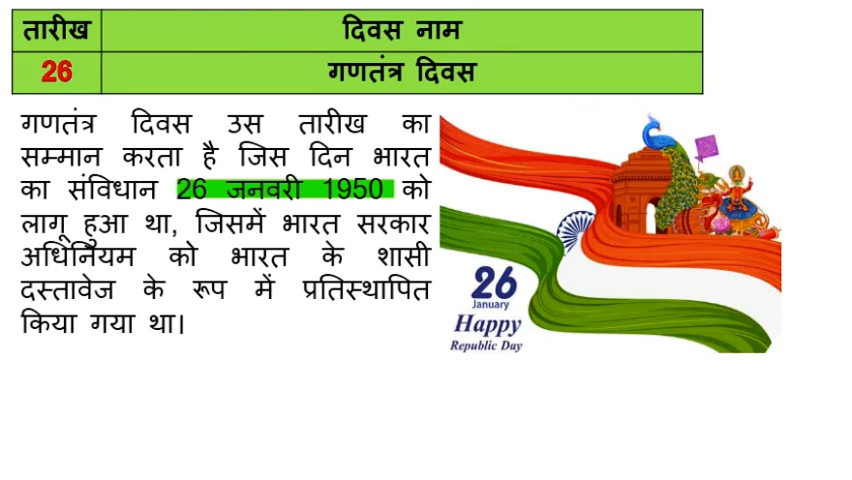 तारीख दिवस नाम
26 गणतंत्र दिवस
गणतंत्र दिवस उस तारीख का
सम्मान करता है जिस दिन भारत
का संविधान 26 जनवरी 1950 को
लागू हुआ था, जिसमें भारत सरकार
अधिनियम को भारत के शासी
दस्तावेज के रूप में प्रतिस्थापित
किया गया था।
26
January
Happy
Republic Day